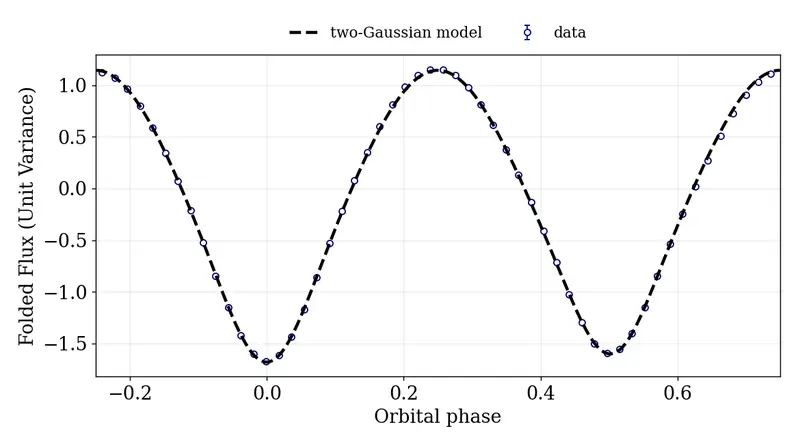 two-Gaussian model
data
Folded Flux (Unit Variance)
1.0
0.5
0.0
−0.5
−1.0
−1.5
−0.2
0.0
0.2
0.4
0.6
Orbital phase